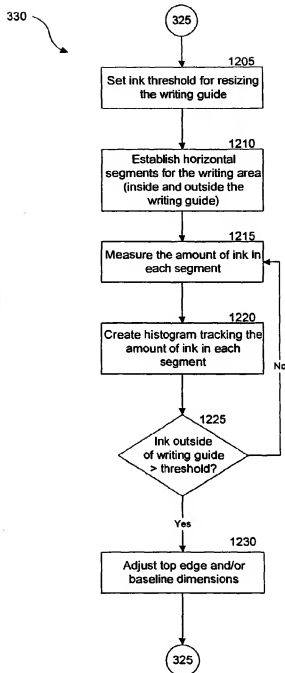 330
325
1205
Set ink threshold for resizing
the writing guide
1210
Establish horizontal
segments for the writing area
(inside and outside the
writing guide)
1215
Measure the amount of ink in
each segment
1220
Create histogram tracking the
amount of ink in each
segment
No
1225
Ink outside
of writing guide
> threshold?
Yes
1230
Adjust top edge and/or
baseline dimensions
325